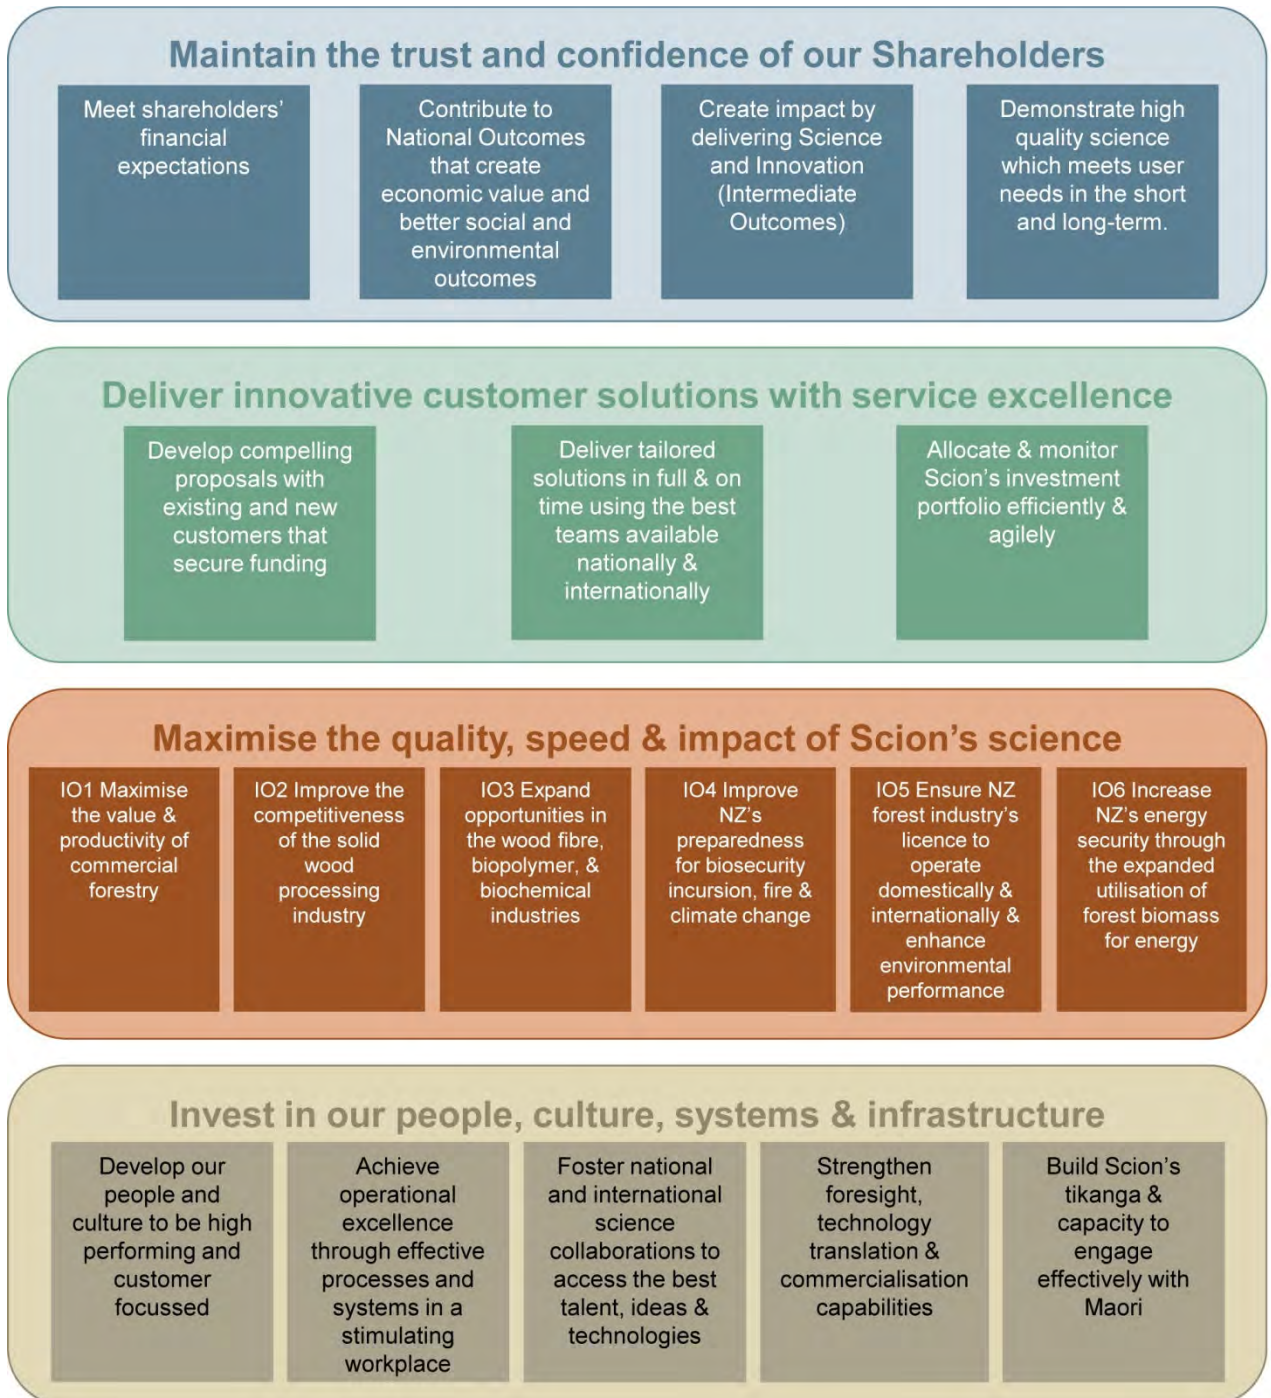 Maintain the trust and confidence of our Shareholders
Meet shareholders’
financial
expectations
Contribute to
National Outcomes
that create
economic value and
better social and
environmental
outcomes
Create impact by
delivering Science
and Innovation
(Intermediate
Outcomes)
Demonstrate high
quality science
which meets user
needs in the short
and long-term.
Deliver innovative customer solutions with service excellence
Develop compelling
proposals with
existing and new
customers that
secure funding
Deliver tailored
solutions in full & on
time using the best
teams available
nationally &
internationally
Allocate & monitor
Scion’s investment
portfolio efficiently &
agilely
Maximise the quality, speed & impact of Scion’s science
IO1 Maximise
the value &
productivity of
commercial
forestry
IO2 Improve the
competitiveness
of the solid
wood
processing
industry
IO3 Expand
opportunities in
the wood fibre,
biopolymer, &
biochemical
industries
IO4 Improve
NZ’s
preparedness
for biosecurity
incursion, fire &
climate change
IO5 Ensure NZ
forest industry’s
licence to
operate
domestically &
internationally &
enhance
environmental
performance
IO6 Increase
NZ’s energy
security through
the expanded
utilisation of
forest biomass
for energy
Invest in our people, culture, systems & infrastructure
Develop our
people and
culture to be high
performing and
customer
focussed
Achieve
operational
excellence
through effective
processes and
systems in a
stimulating
workplace
Foster national
and international
science
collaborations to
access the best
talent, ideas &
technologies
Strengthen
foresight,
technology
translation &
commercialisation
capabilities
Build Scion’s
tikanga &
capacity to
engage
effectively with
Maori